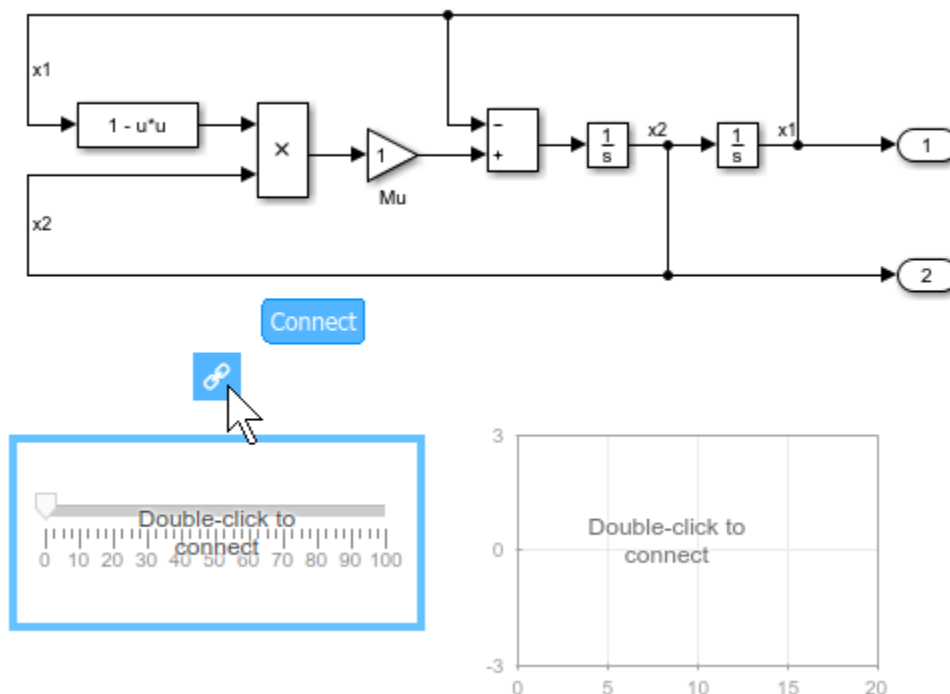 x1
1 - u*u
×
1
Mu
−
+
1
s
x2
1
s
x1
1
x2
2
Connect
Double-click to
connect
0 10 20 30 40 50 60 70 80 90 100
3
0
-3
Double-click to
connect
0 5 10 15 20